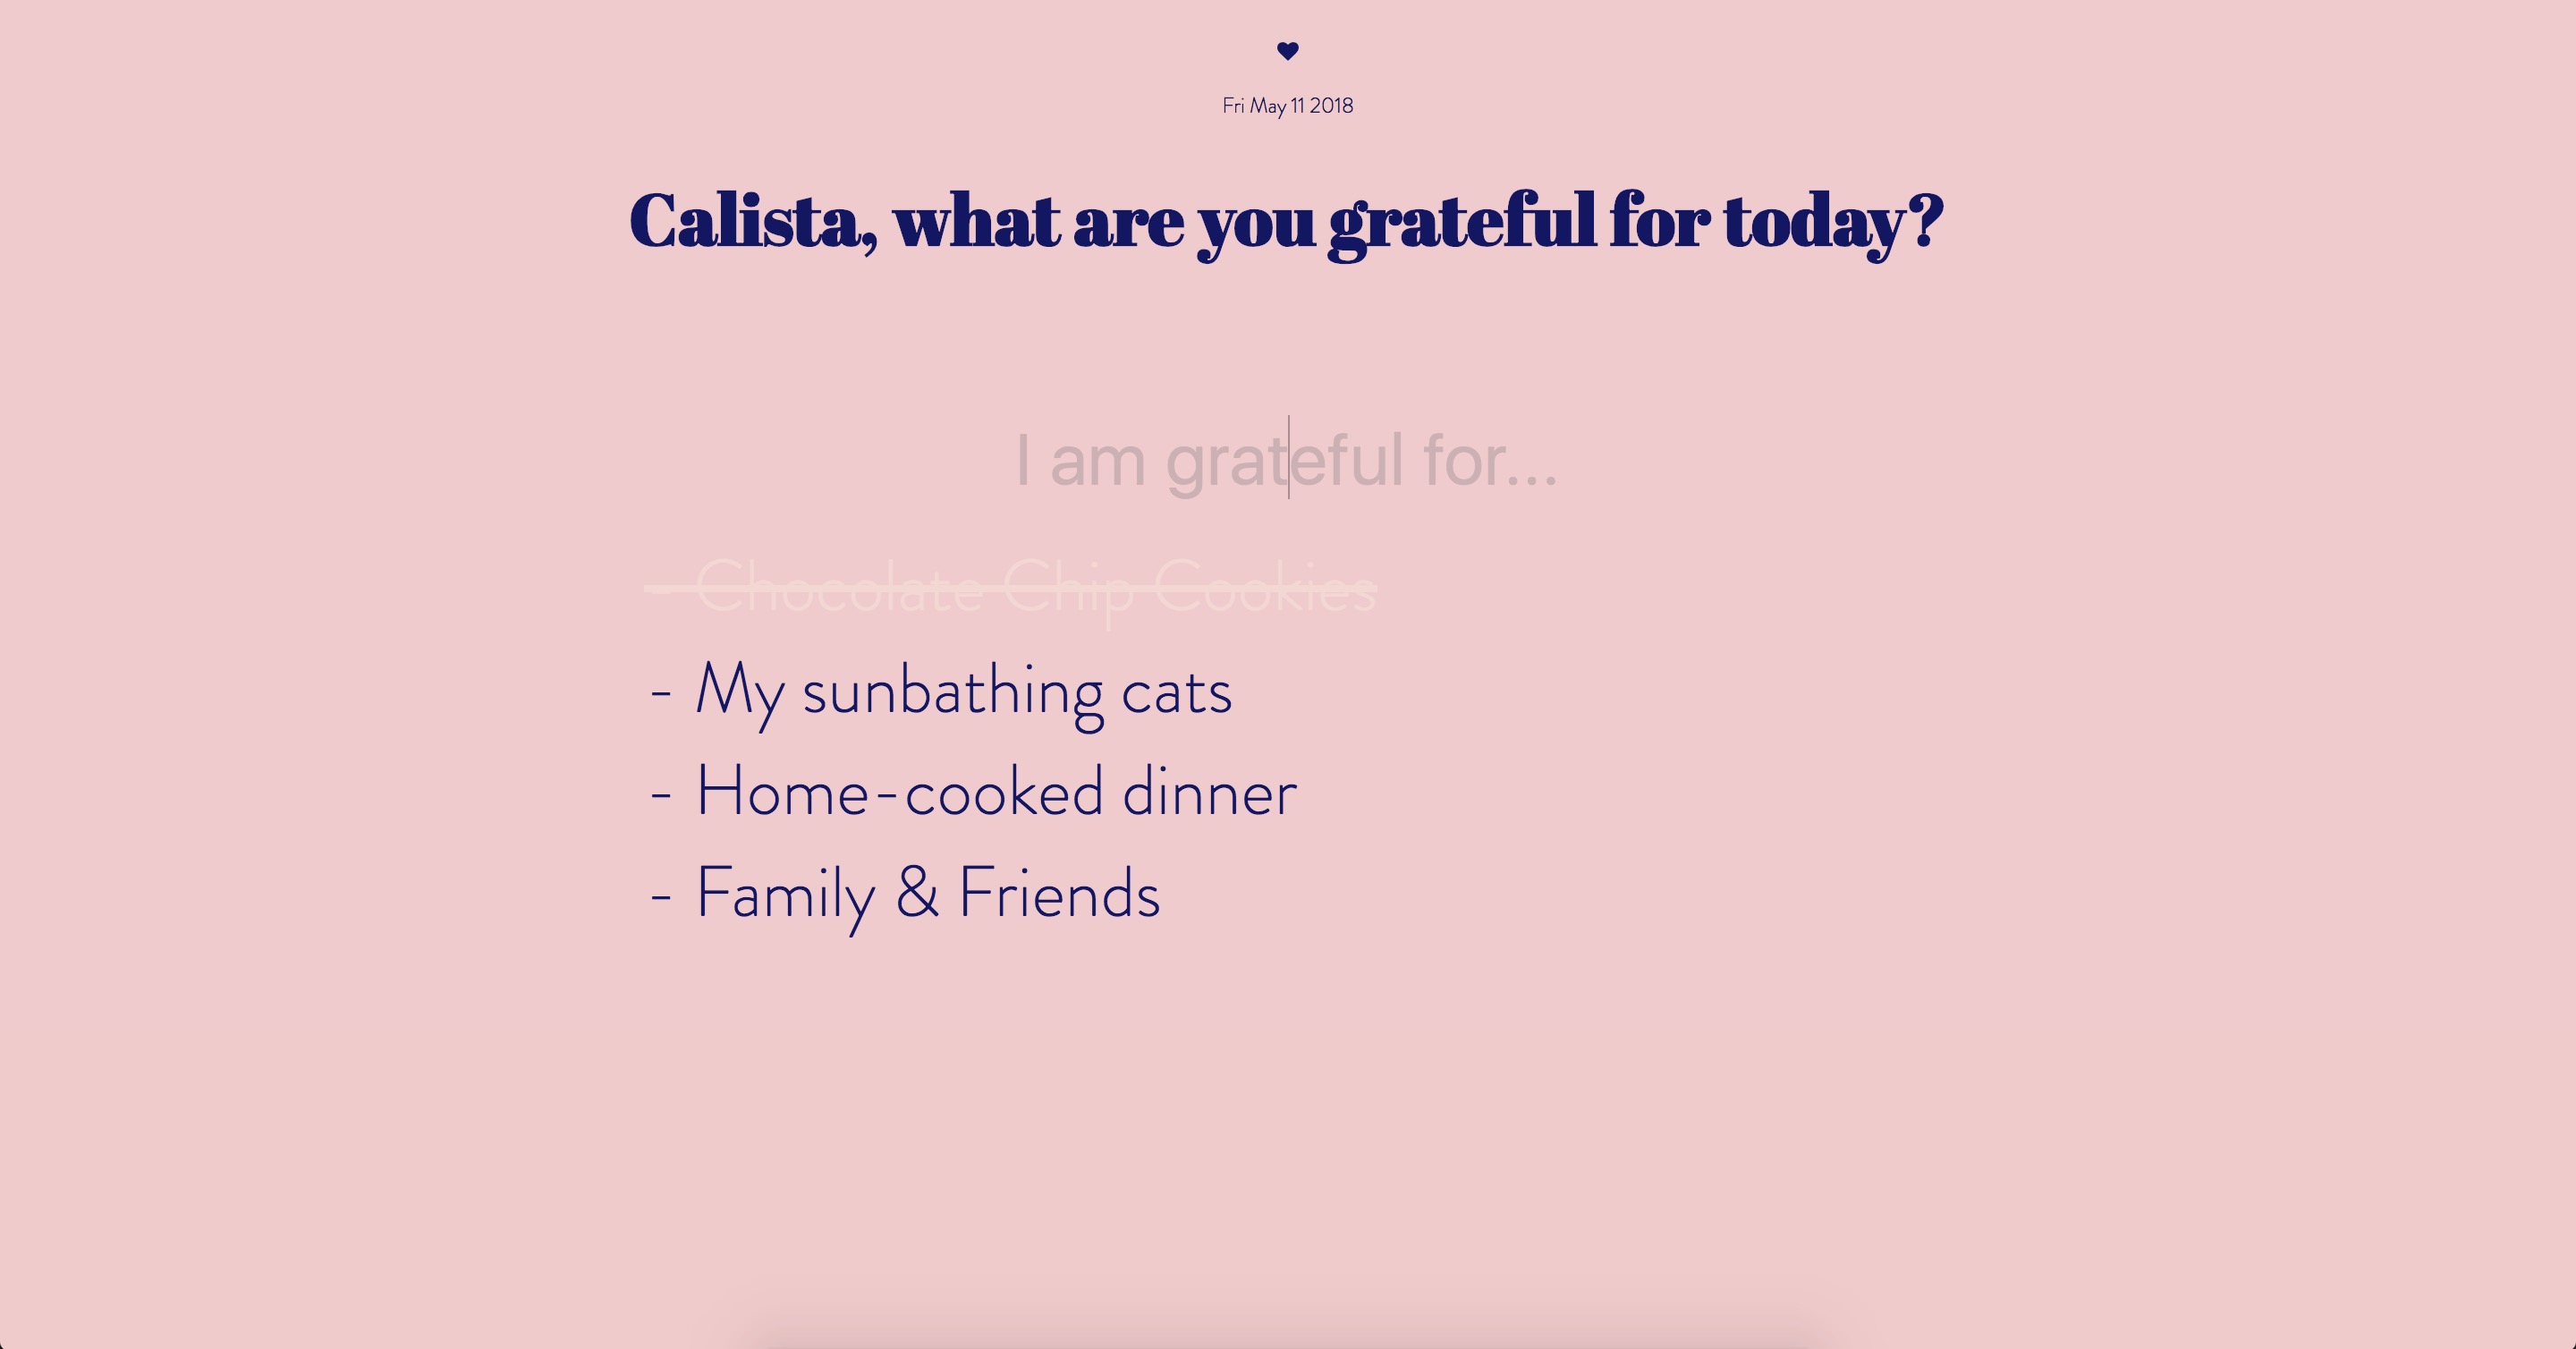 Fri May 11 2018
Calista, what are you grateful for today?
I am grateful for...
- Chocolate Chip Cookies
- My sunbathing cats
- Home-cooked dinner
- Family & Friends